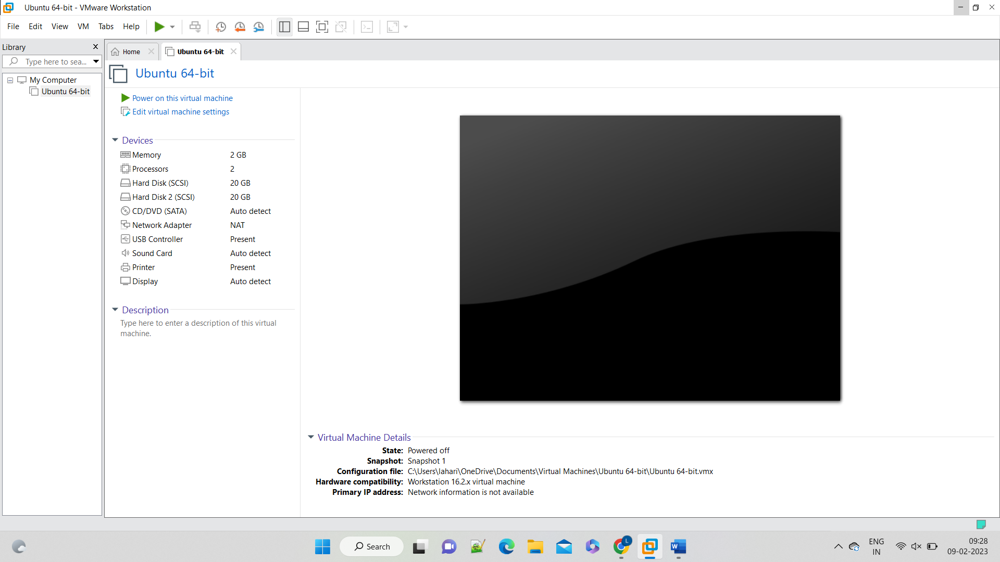 Ubuntu 64-bit - VMware Workstation
File Edit View VM Tabs Help
Library
Type here to sea...
My Computer
Ubuntu 64-bit
Home
Ubuntu 64-bit
Ubuntu 64-bit
Power on this virtual machine
Edit virtual machine settings
Devices
Memory 2 GB
Processors 2
Hard Disk (SCSI) 20 GB
Hard Disk 2 (SCSI) 20 GB
CD/DVD (SATA) Auto detect
Network Adapter NAT
USB Controller Present
Sound Card Auto detect
Printer Present
Display Auto detect
Description
Type here to enter a description of this virtual
machine.
Virtual Machine Details
State: Powered off
Snapshot: Snapshot 1
Configuration file: C:\Users\lahari\OneDrive\Documents\Virtual Machines\Ubuntu 64-bit\Ubuntu 64-bit.vmx
Hardware compatibility: Workstation 16.2.x virtual machine
Primary IP address: Network information is not available
Search
L
W
ENG
IN
09:28
09-02-2023